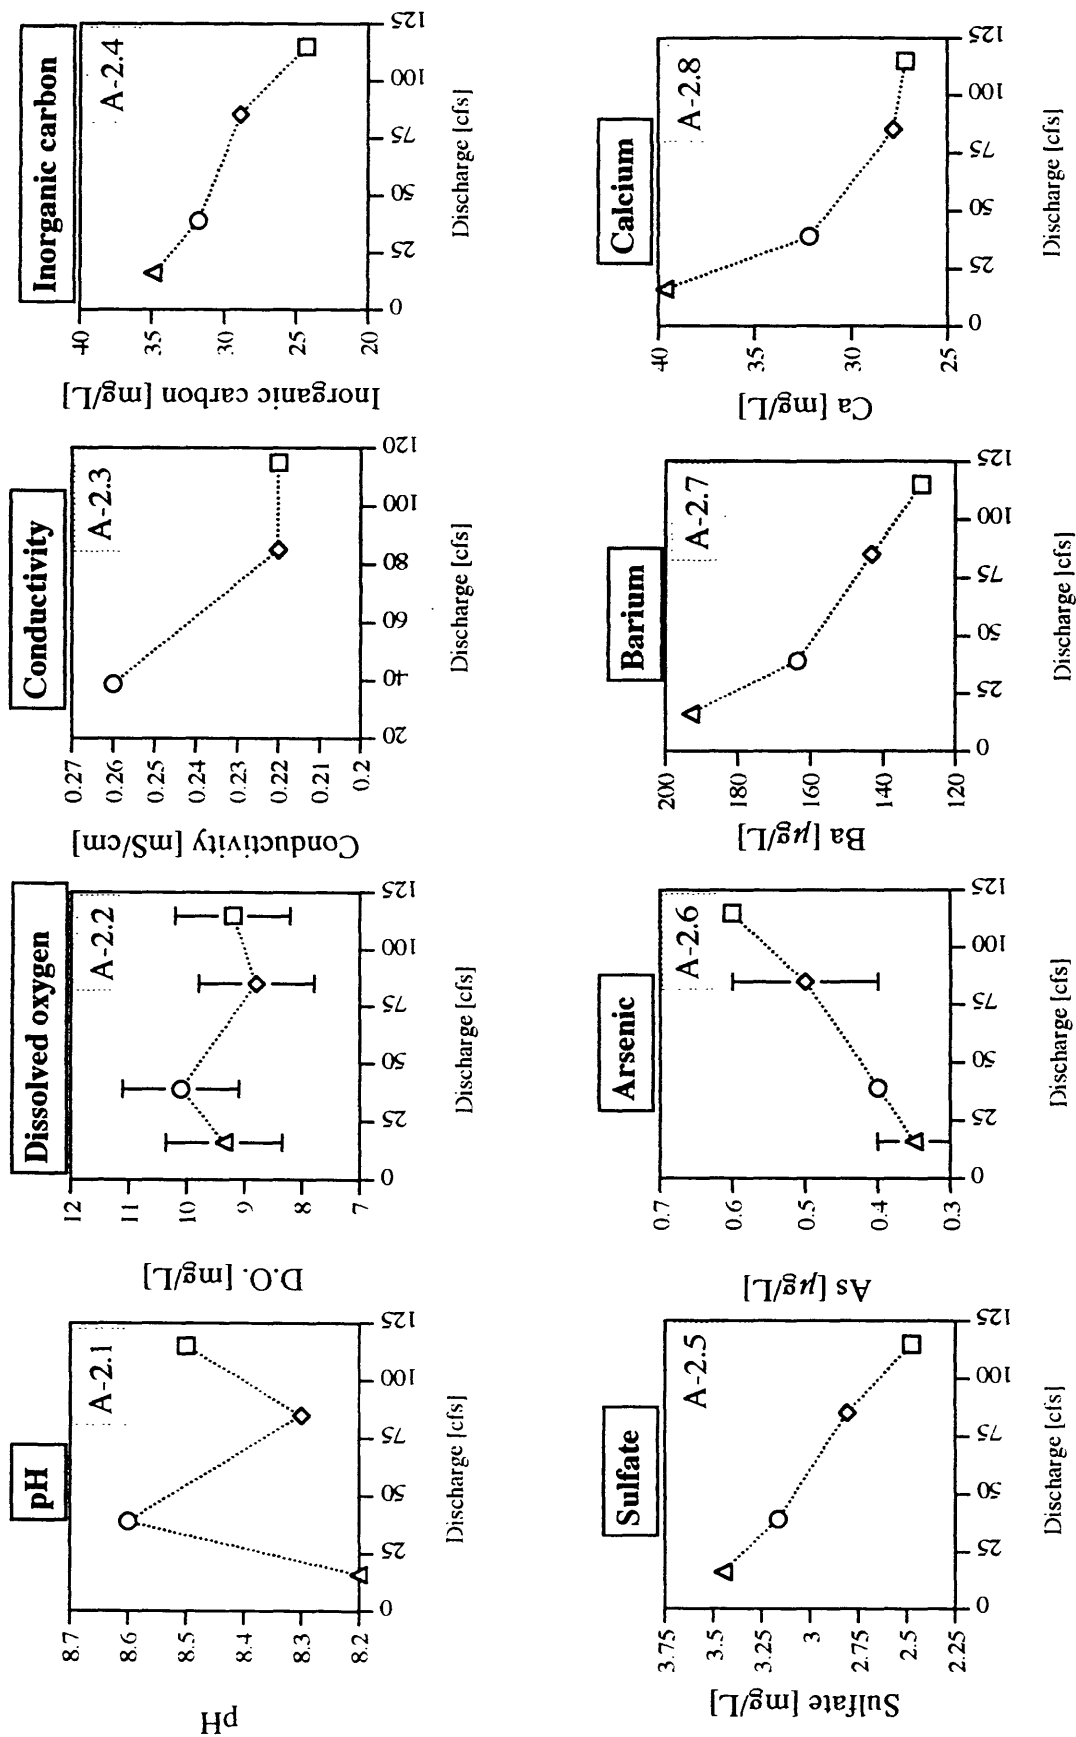 pH
A-2.1
pH
8.7
8.6
8.5
8.4
8.3
8.2
0
25
50
75
100
125
Discharge [cfs]
Dissolved oxygen
A-2.2
D.O. [mg/L]
12
11
10
9
8
7
0
25
50
75
100
125
Discharge [cfs]
Conductivity
A-2.3
Conductivity [mS/cm]
0.27
0.26
0.25
0.24
0.23
0.22
0.21
0.2
20
40
60
80
100
120
Discharge [cfs]
Inorganic carbon
A-2.4
Inorganic carbon [mg/L]
40
35
30
25
20
0
25
50
75
100
125
Discharge [cfs]
Sulfate
A-2.5
Sulfate [mg/L]
3.75
3.5
3.25
3
2.75
2.5
2.25
0
25
50
75
100
125
Discharge [cfs]
Arsenic
A-2.6
As [µg/L]
0.7
0.6
0.5
0.4
0.3
0
25
50
75
100
125
Discharge [cfs]
Barium
A-2.7
Ba [µg/L]
200
180
160
140
120
0
25
50
75
100
125
Discharge [cfs]
Calcium
A-2.8
Ca [mg/L]
40
35
30
25
0
25
50
75
100
125
Discharge [cfs]